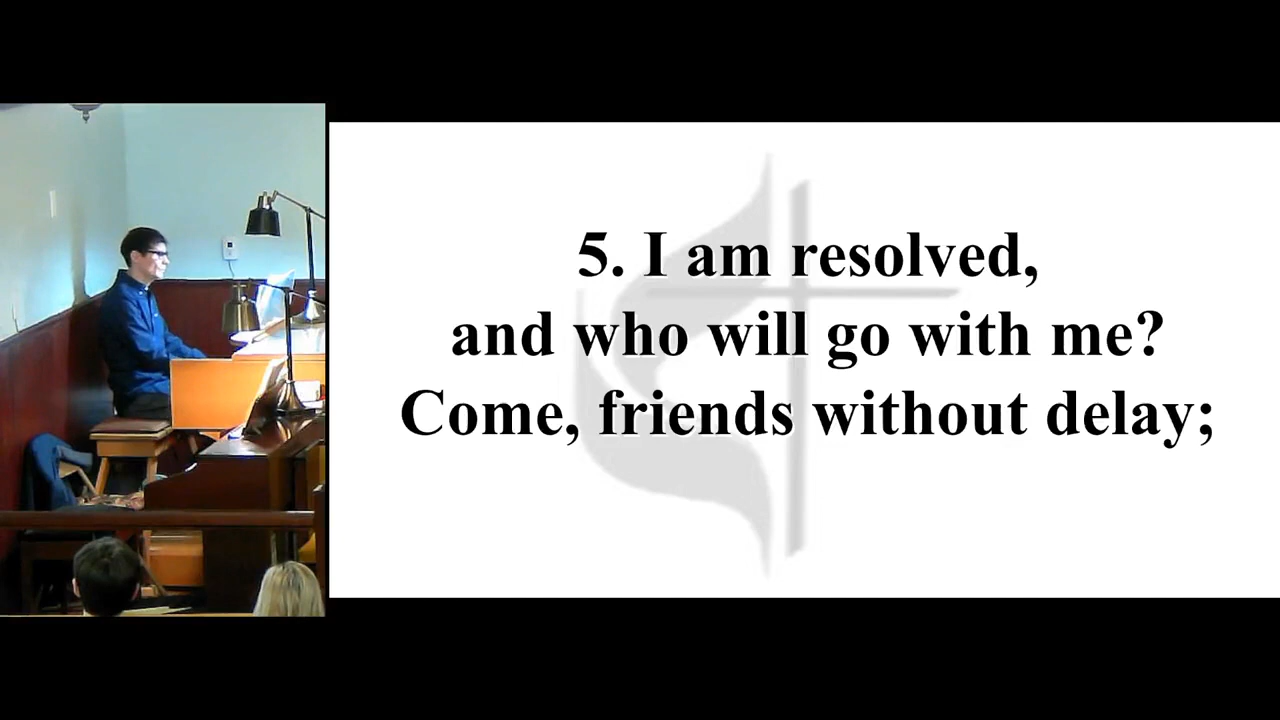 5. I am resolved,
and who will go with me?
Come, friends without delay;